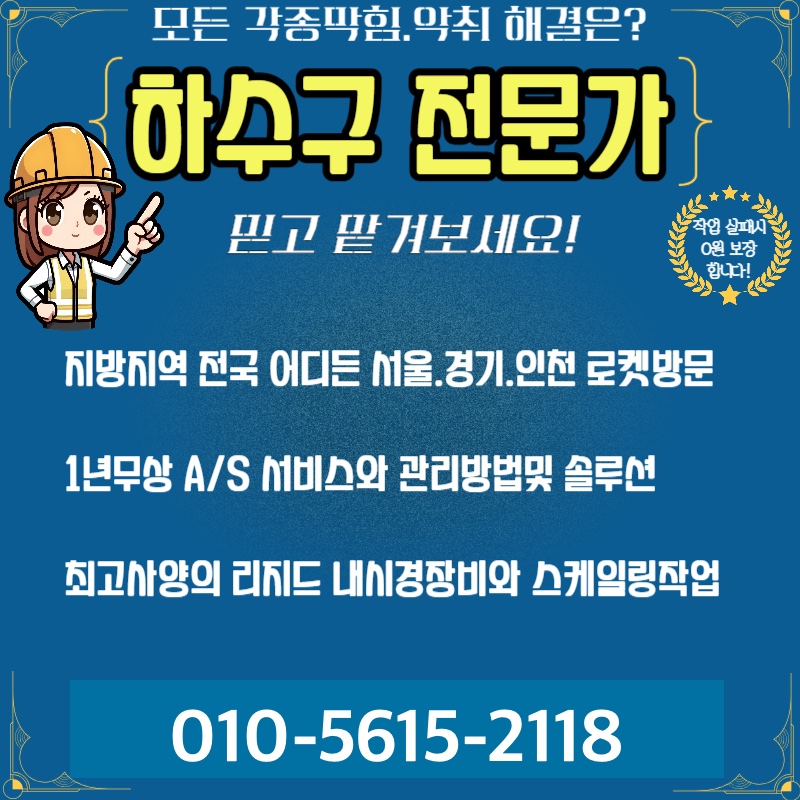 모든 각종막힘.악취 해결은?
하수구 전문가
믿고 맡겨보세요!
작업 실패시
0원 보장
합니다!
지방지역 전국 어디든 서울.경기.인천 로켓방문
1년무상 A/S 서비스와 관리방법및 솔루션
최고사양의 리지드 내시경장비와 스케일링작업
010-5615-2118